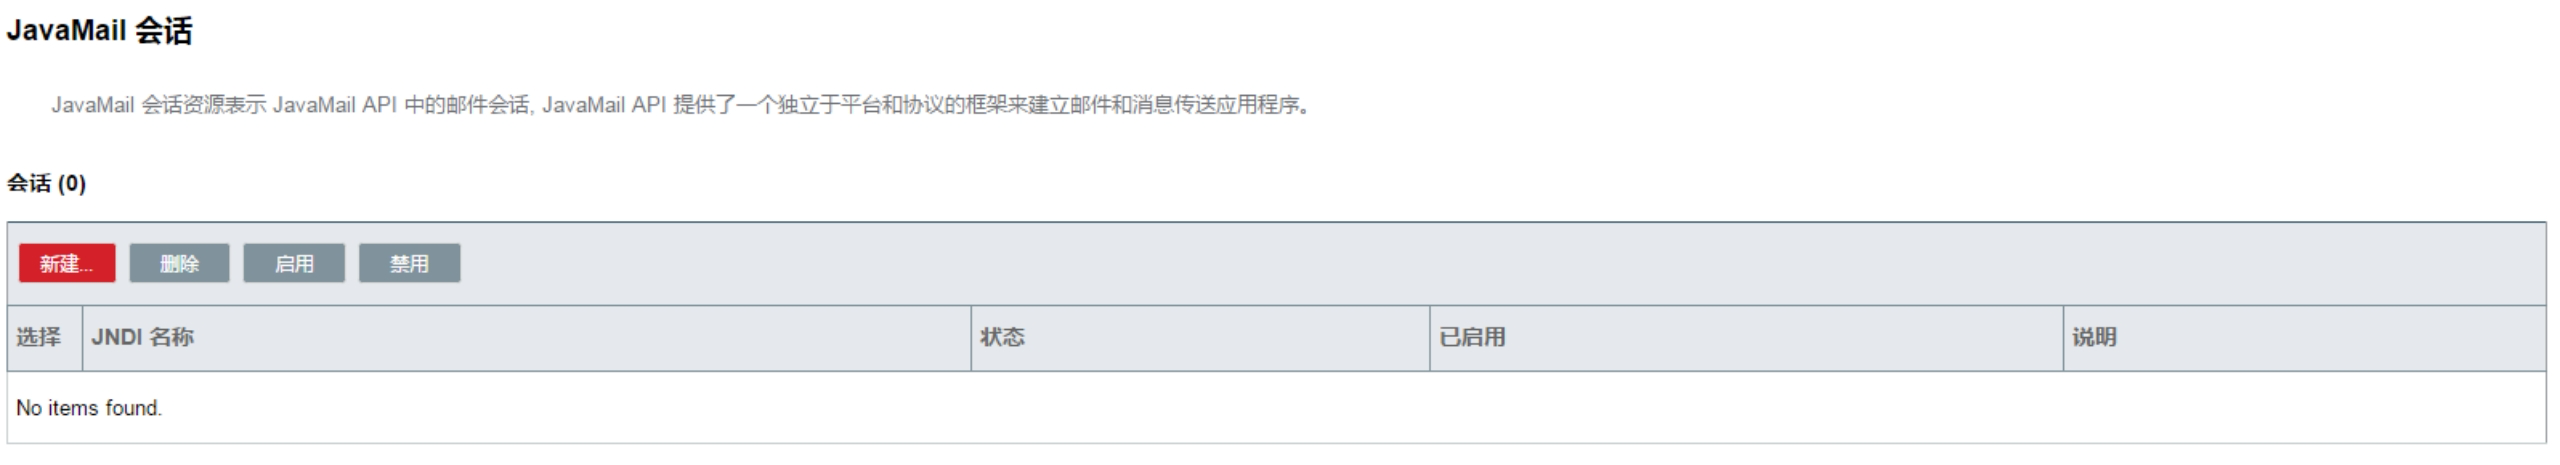 JavaMail 会话
JavaMail 会话资源表示 JavaMail API 中的邮件会话, JavaMail API 提供了一个独立于平台和协议的框架来建立邮件和消息传送应用程序。
会话 (0)
新建... 删除 启用 禁用
选择 JNDI 名称 状态 已启用 说明
No items found.